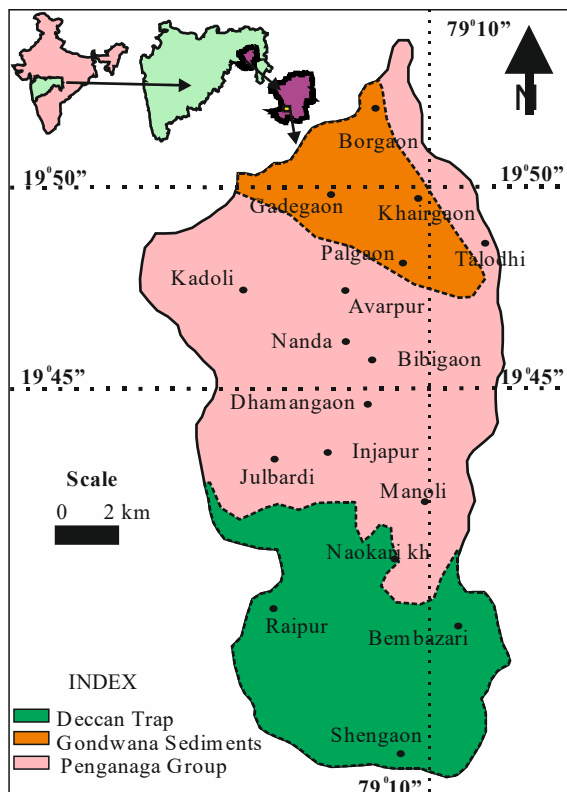 79°10"
N
Borgaon
19°50"
19°50"
Gadegaon
Khairgaon
Palgaon
Talodhi
Kadoli
Avarpur
Nanda
Bibigaon
19°45"
19°45"
Dhamangaon
Injapur
Julbardi
Scale
0 2 km
Manoli
Naokari kh
Raipur
Bembazari
INDEX
Deccan Trap
Gondwana Sediments
Penganaga Group
Shengaon
79°10"